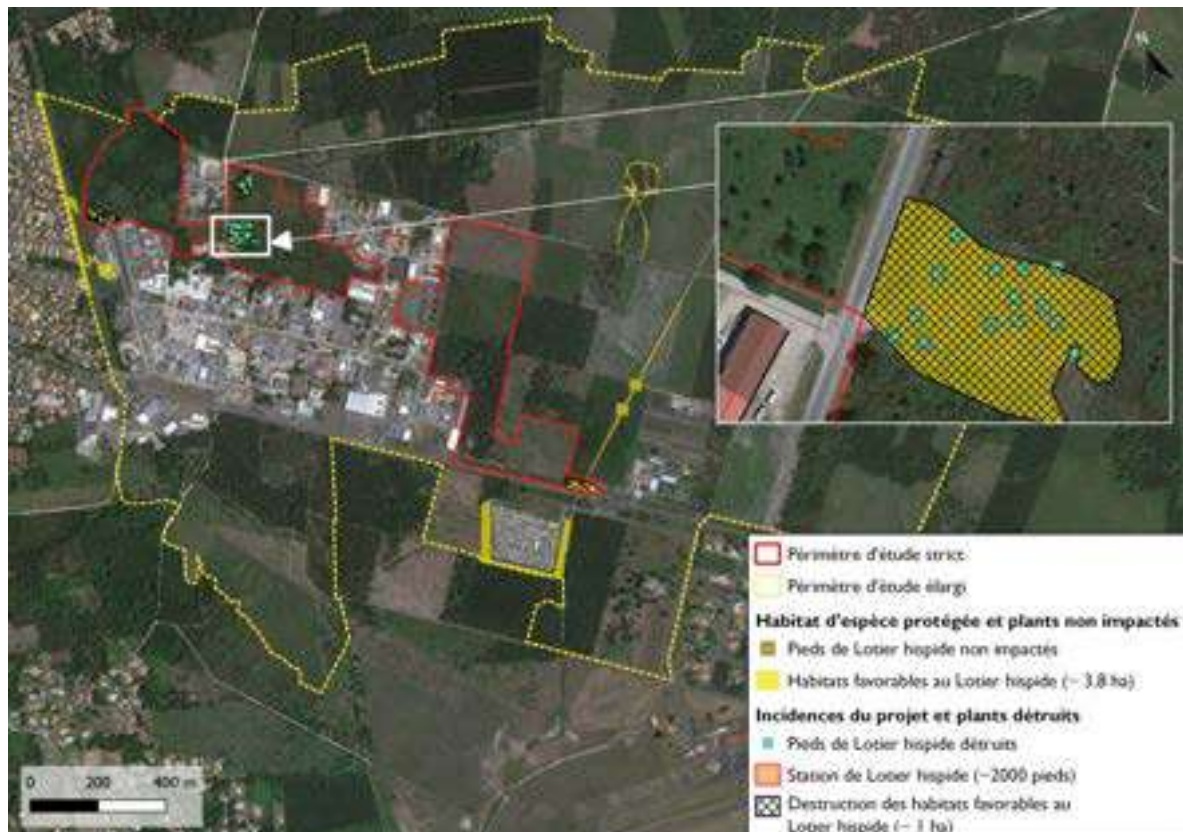 N
0 200 400 m
Périmètre d'étude strict
Périmètre d'étude élargi
Habitat d'espèce protégée et plants non impactés
Pieds de Lotier hispide non impactés
Habitats favorables au Lotier hispide (~ 3.8 ha)
Incidences du projet et plants détruits
Pieds de Lotier hispide détruits
Station de Lotier hispide (~2000 pieds)
Destruction des habitats favorables au
Lotier hispide (~ 1 ha)